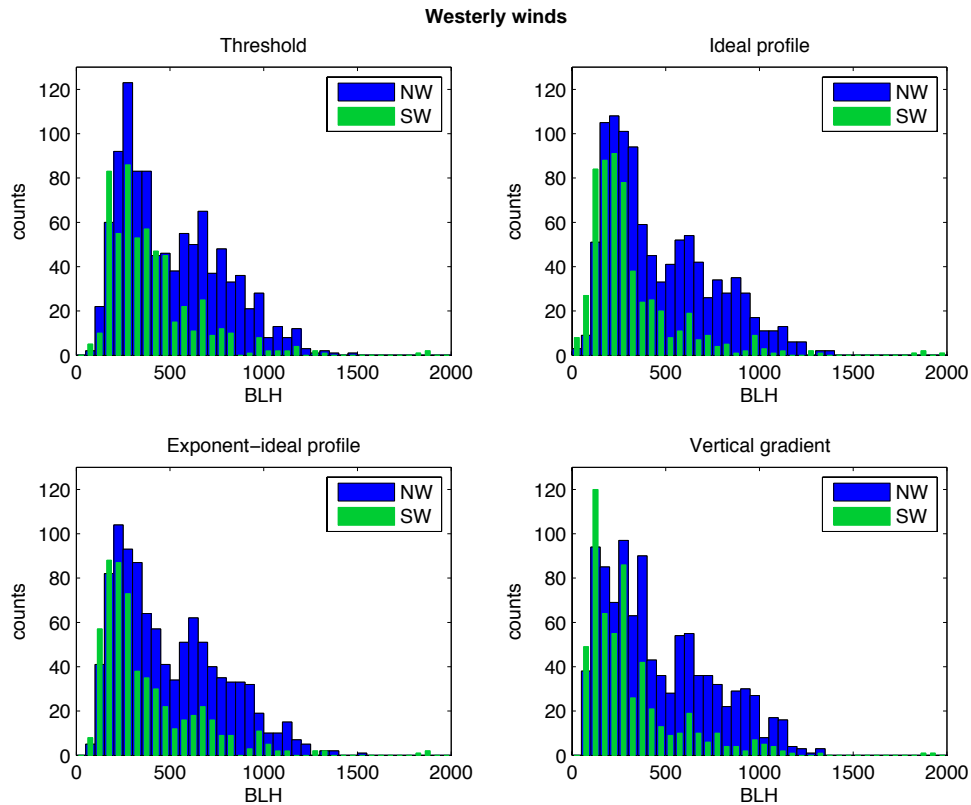 Westerly winds
Threshold
NW
SW
counts
120
100
80
60
40
20
0
0 500 1000 1500 2000
BLH
Ideal profile
NW
SW
counts
120
100
80
60
40
20
0
0 500 1000 1500 2000
BLH
Exponent−ideal profile
NW
SW
counts
120
100
80
60
40
20
0
0 500 1000 1500 2000
BLH
Vertical gradient
NW
SW
counts
120
100
80
60
40
20
0
0 500 1000 1500 2000
BLH